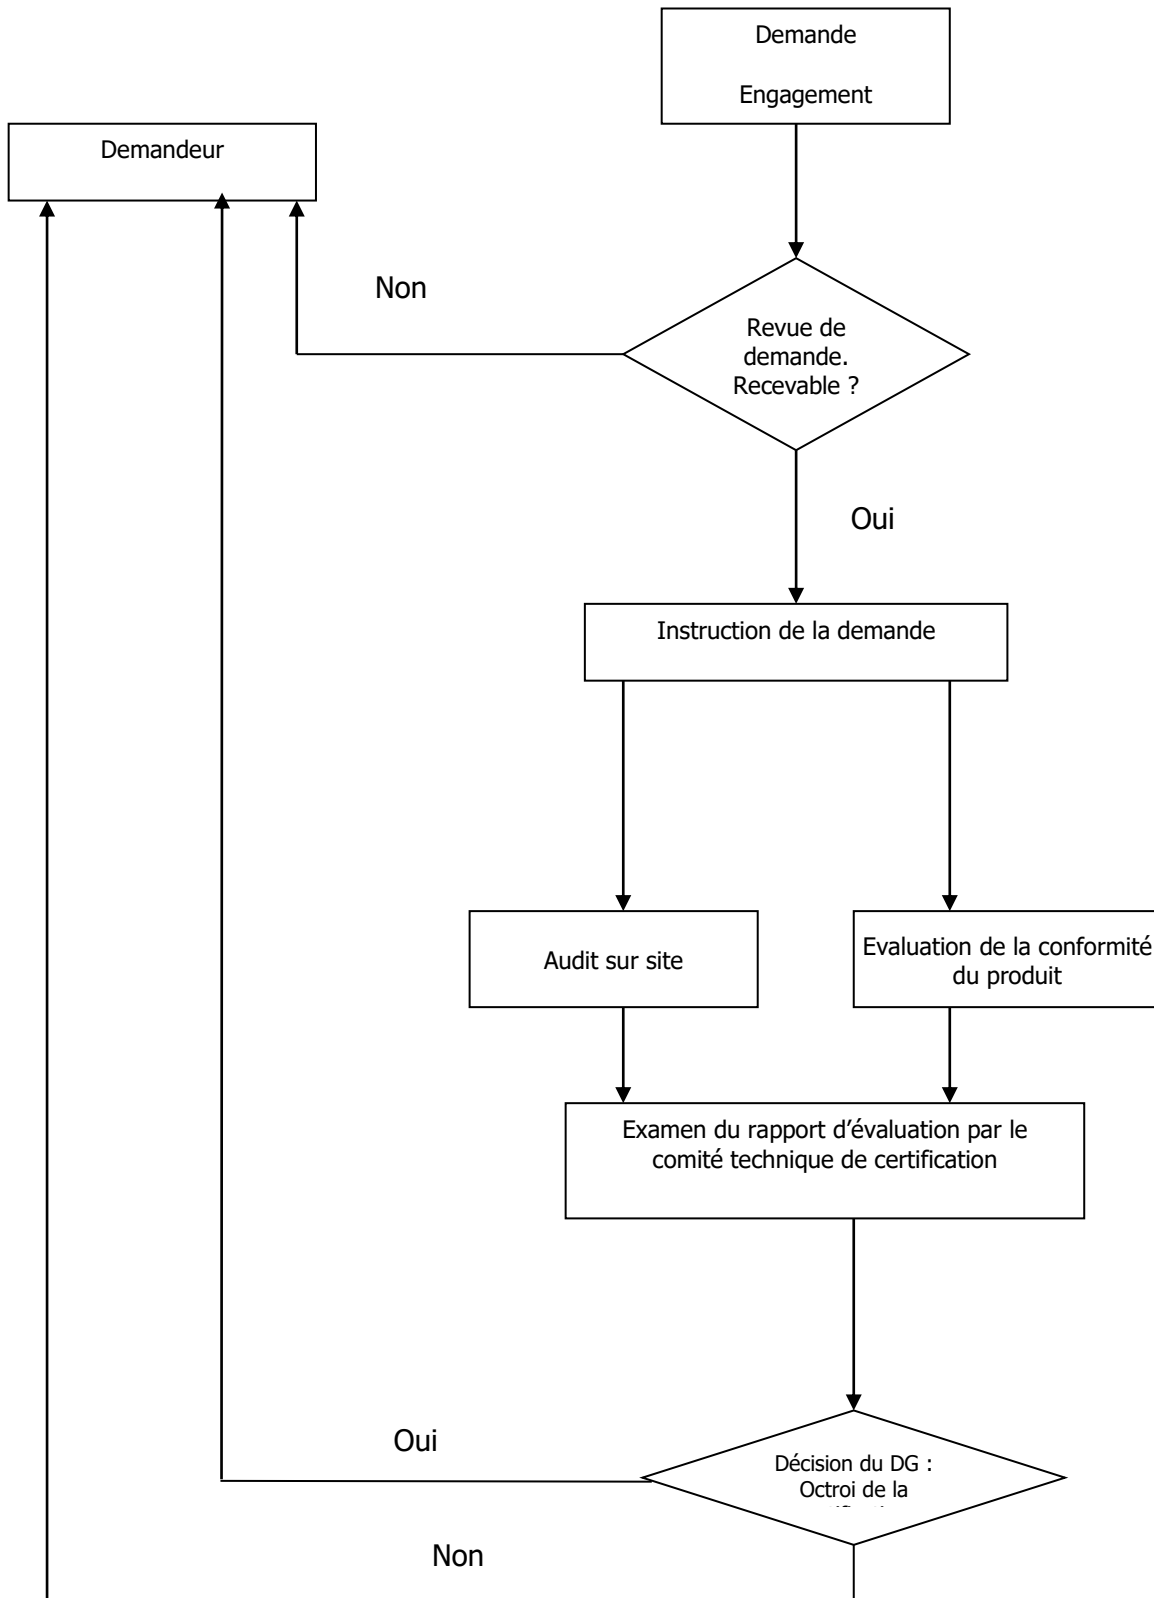 Demande
Engagement
Demandeur
Non
Revue de
demande.
Recevable ?
Oui
Instruction de la demande
Audit sur site
Evaluation de la conformité
du produit
Examen du rapport d’évaluation par le
comité technique de certification
Oui
Décision du DG :
Octroi de la
Non